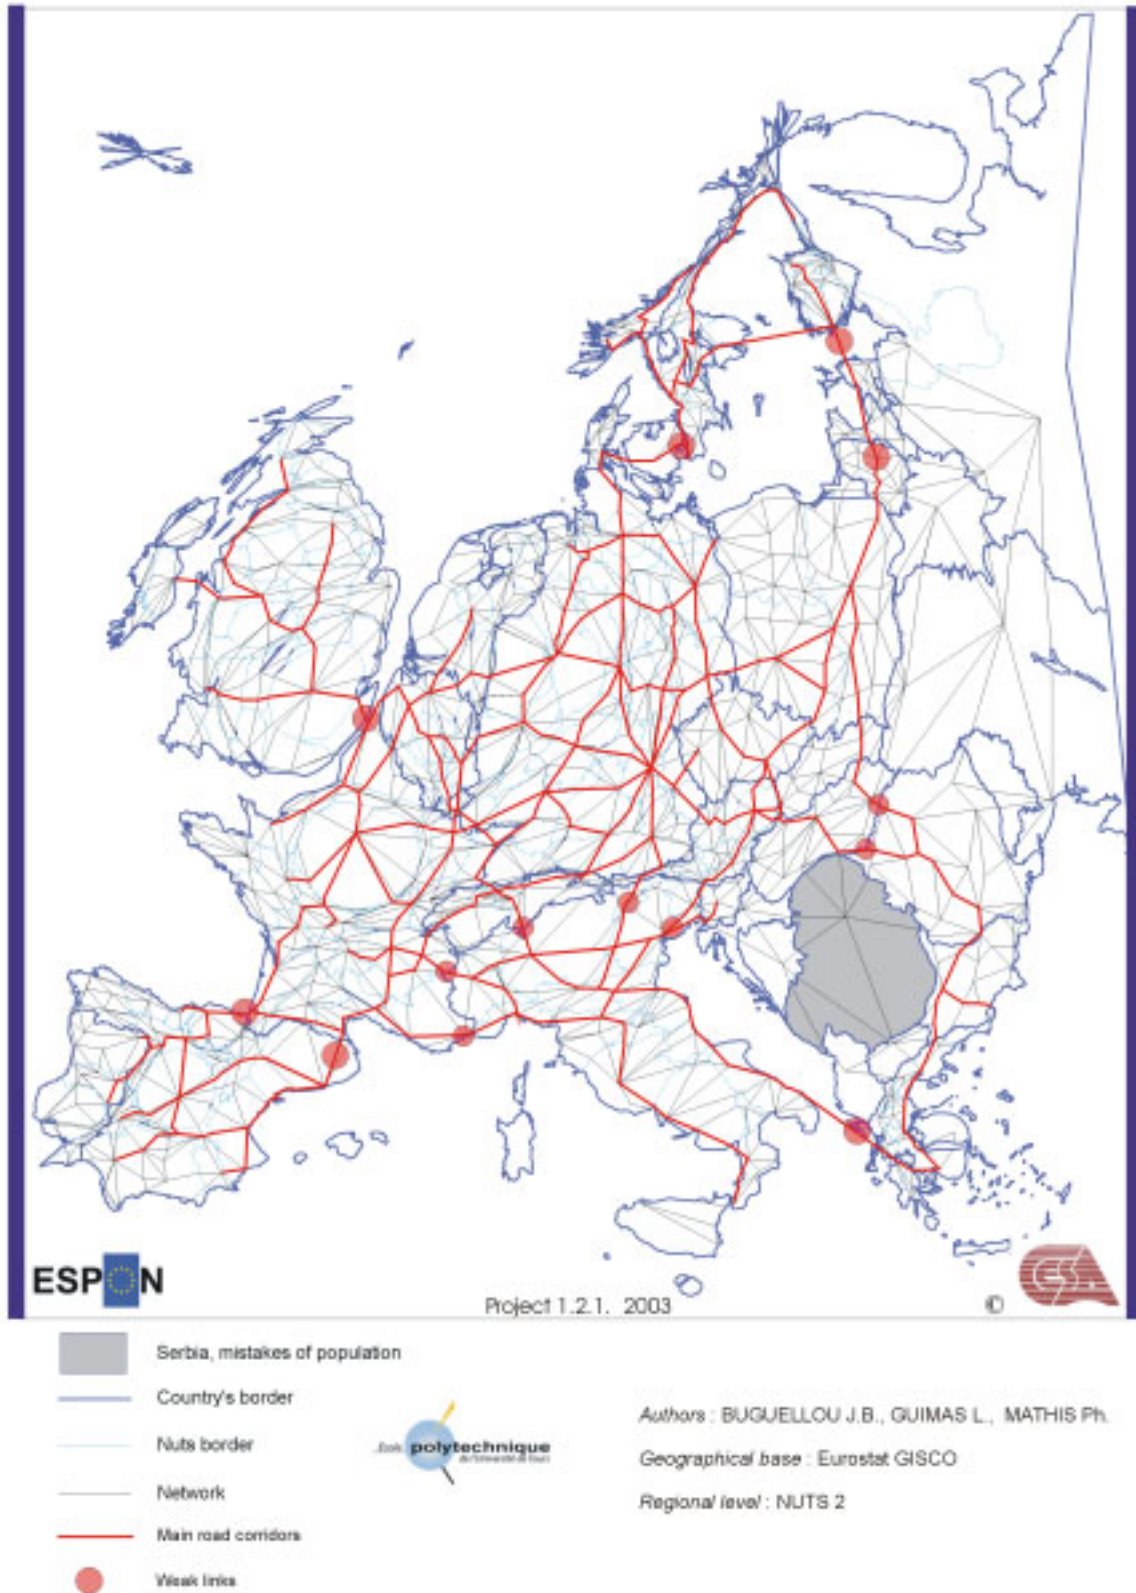 ESPON
Project 1.2.1. 2003
©
Serbia, mistakes of population
Country's border
Nuts border
Network
Main road corridors
Weak links
polytechnique
Authors : BUGUELLOU J.B., GUIMAS L., MATHIS Ph.
Geographical base : Eurostat GISCO
Regional level : NUTS 2